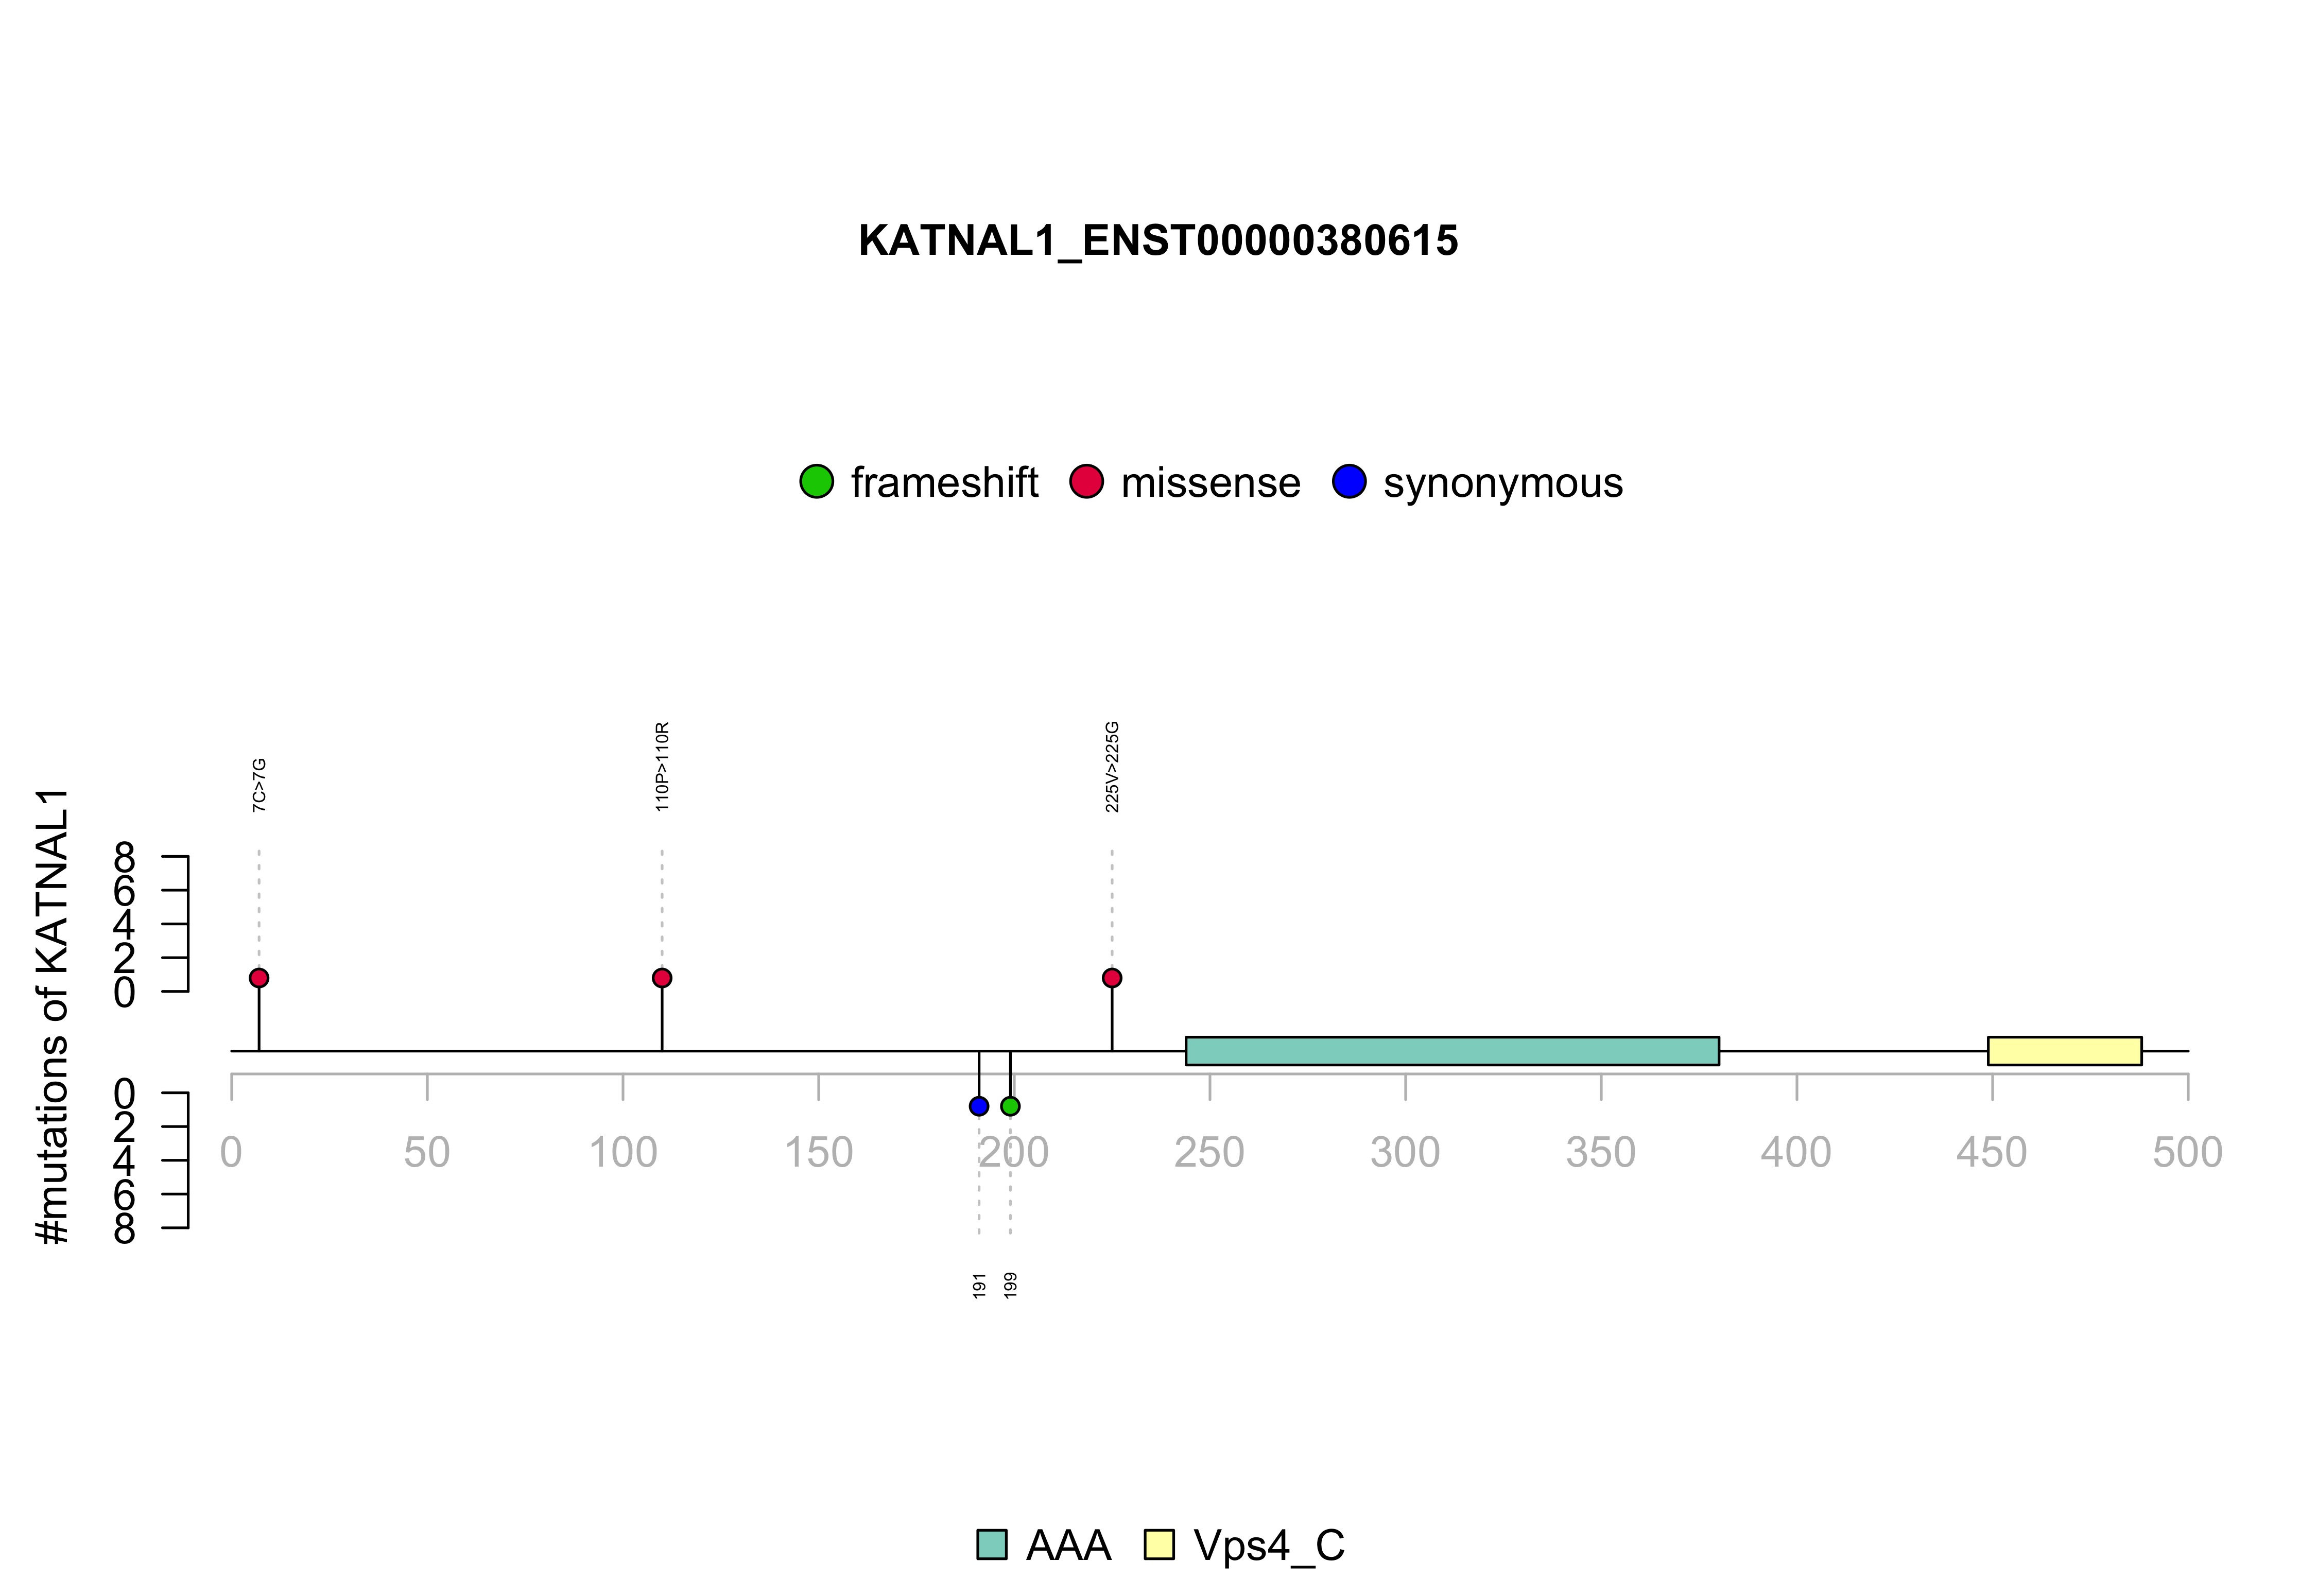 KATNAL1_ENST00000380615
frameshift missense synonymous
7C>7G 110P>110R 225V>225G
#mutations of KATNAL1
8
6
4
2
0
0
2
4
6
8
0 50 100 150 200 250 300 350 400 450 500
191 199
AAA Vps4_C